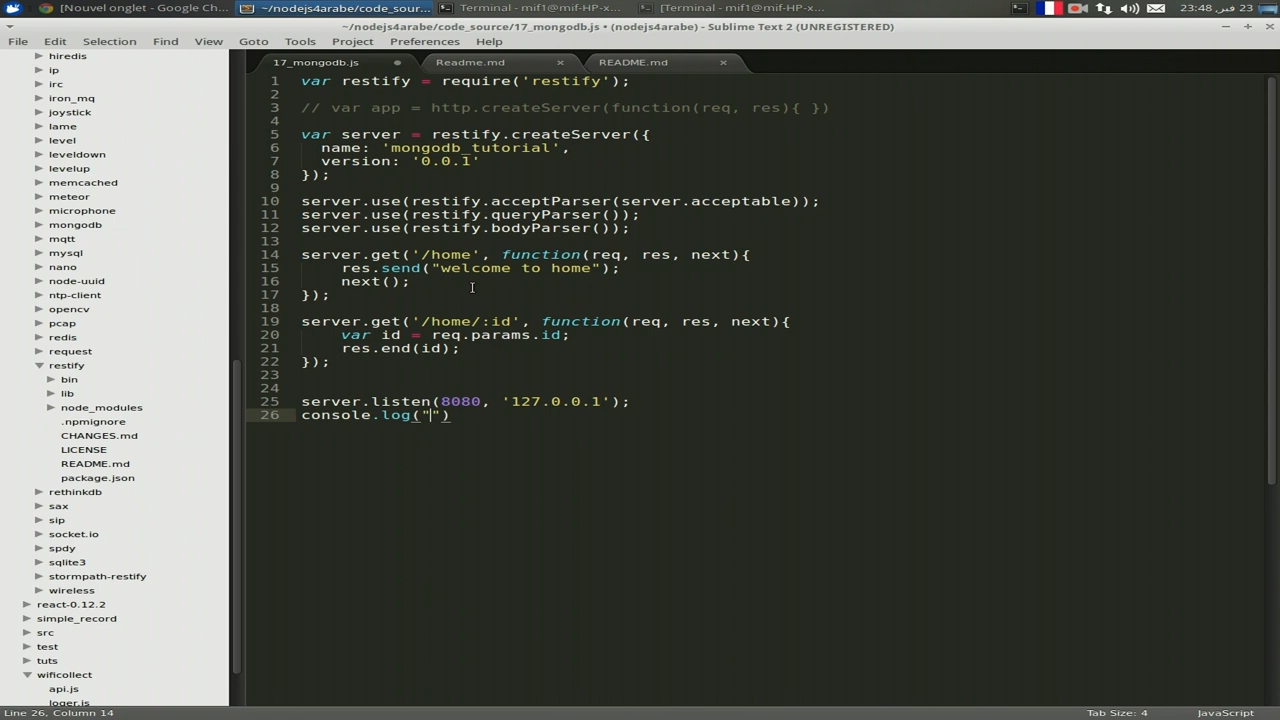 [Nouvel onglet - Google Ch...
~/nodejs4arabe/code_sour...
Terminal - mif1@mif-HP-x...
[Terminal - mif1@mif-HP-x...
23 فبر, 23:48
~/nodejs4arabe/code_source/17_mongodb.js • (nodejs4arabe) - Sublime Text 2 (UNREGISTERED)
File Edit Selection Find View Goto Tools Project Preferences Help
17_mongodb.js
Readme.md
README.md
hiredis
ip
irc
iron_mq
joystick
lame
level
leveldown
levelup
memcached
meteor
microphone
mongodb
mqtt
mysql
nano
node-uuid
ntp-client
opencv
pcap
redis
request
restify
bin
lib
node_modules
.npmignore
CHANGES.md
LICENSE
README.md
package.json
rethinkdb
sax
sip
socket.io
spdy
sqlite3
stormpath-restify
wireless
react-0.12.2
simple_record
src
test
tuts
wificollect
api.js
loger.js
1 var restify = require('restify');
2
3 // var app = http.createServer(function(req, res){ })
4
5 var server = restify.createServer({
6 name: 'mongodb_tutorial',
7 version: '0.0.1'
8 });
9
10 server.use(restify.acceptParser(server.acceptable));
11 server.use(restify.queryParser());
12 server.use(restify.bodyParser());
13
14 server.get('/home', function(req, res, next){
15 res.send("welcome to home");
16 next();
17 });
18
19 server.get('/home/:id', function(req, res, next){
20 var id = req.params.id;
21 res.end(id);
22 });
23
24
25 server.listen(8080, '127.0.0.1');
26 console.log("")
Line 26, Column 14
Tab Size: 4
JavaScript